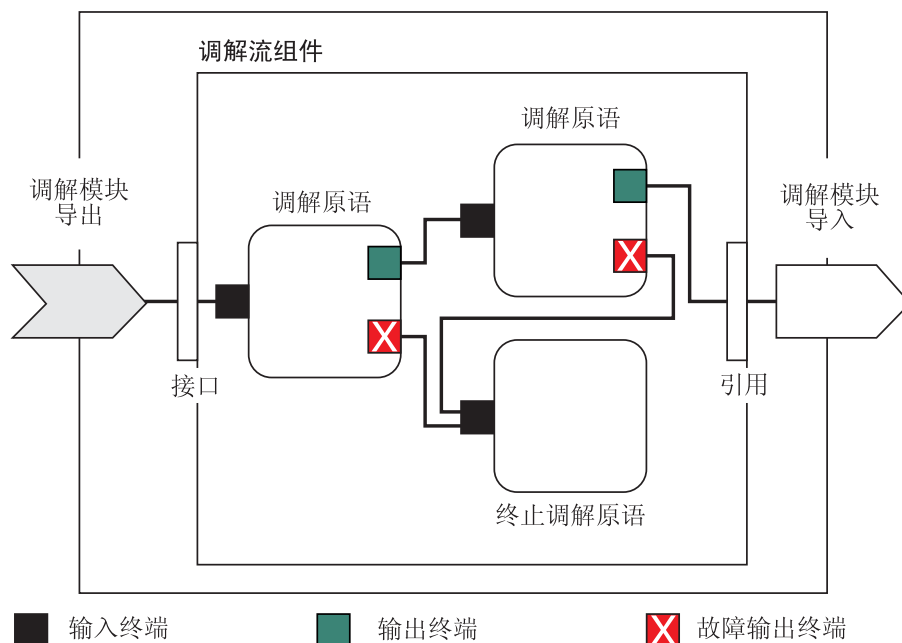 调解流组件
调解原语
调解原语
调解模块
导出
调解模块
导入
接口
引用
终止调解原语
输入终端
输出终端
故障输出终端